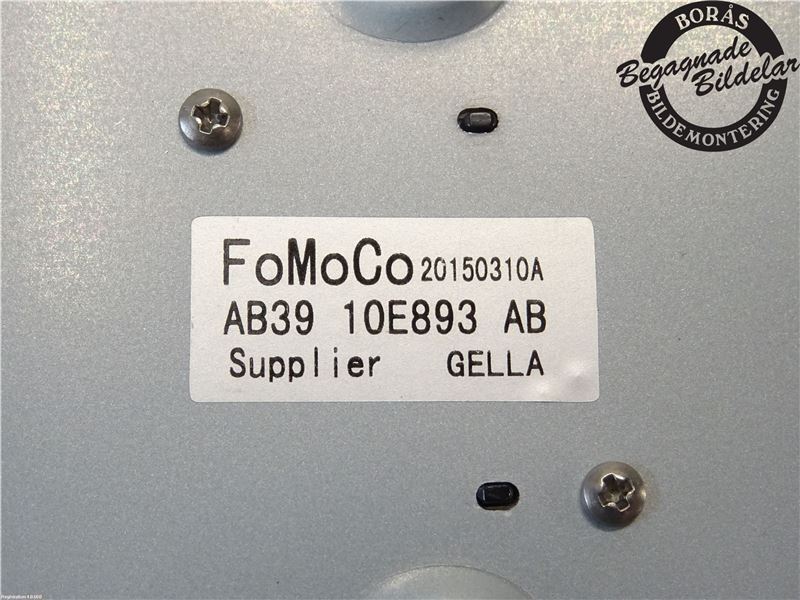 BORÅS
Begagnade
Bildelar
BILDEMONTERING
FoMoCo 20150310A
AB39 10E893 AB
Supplier GELLA